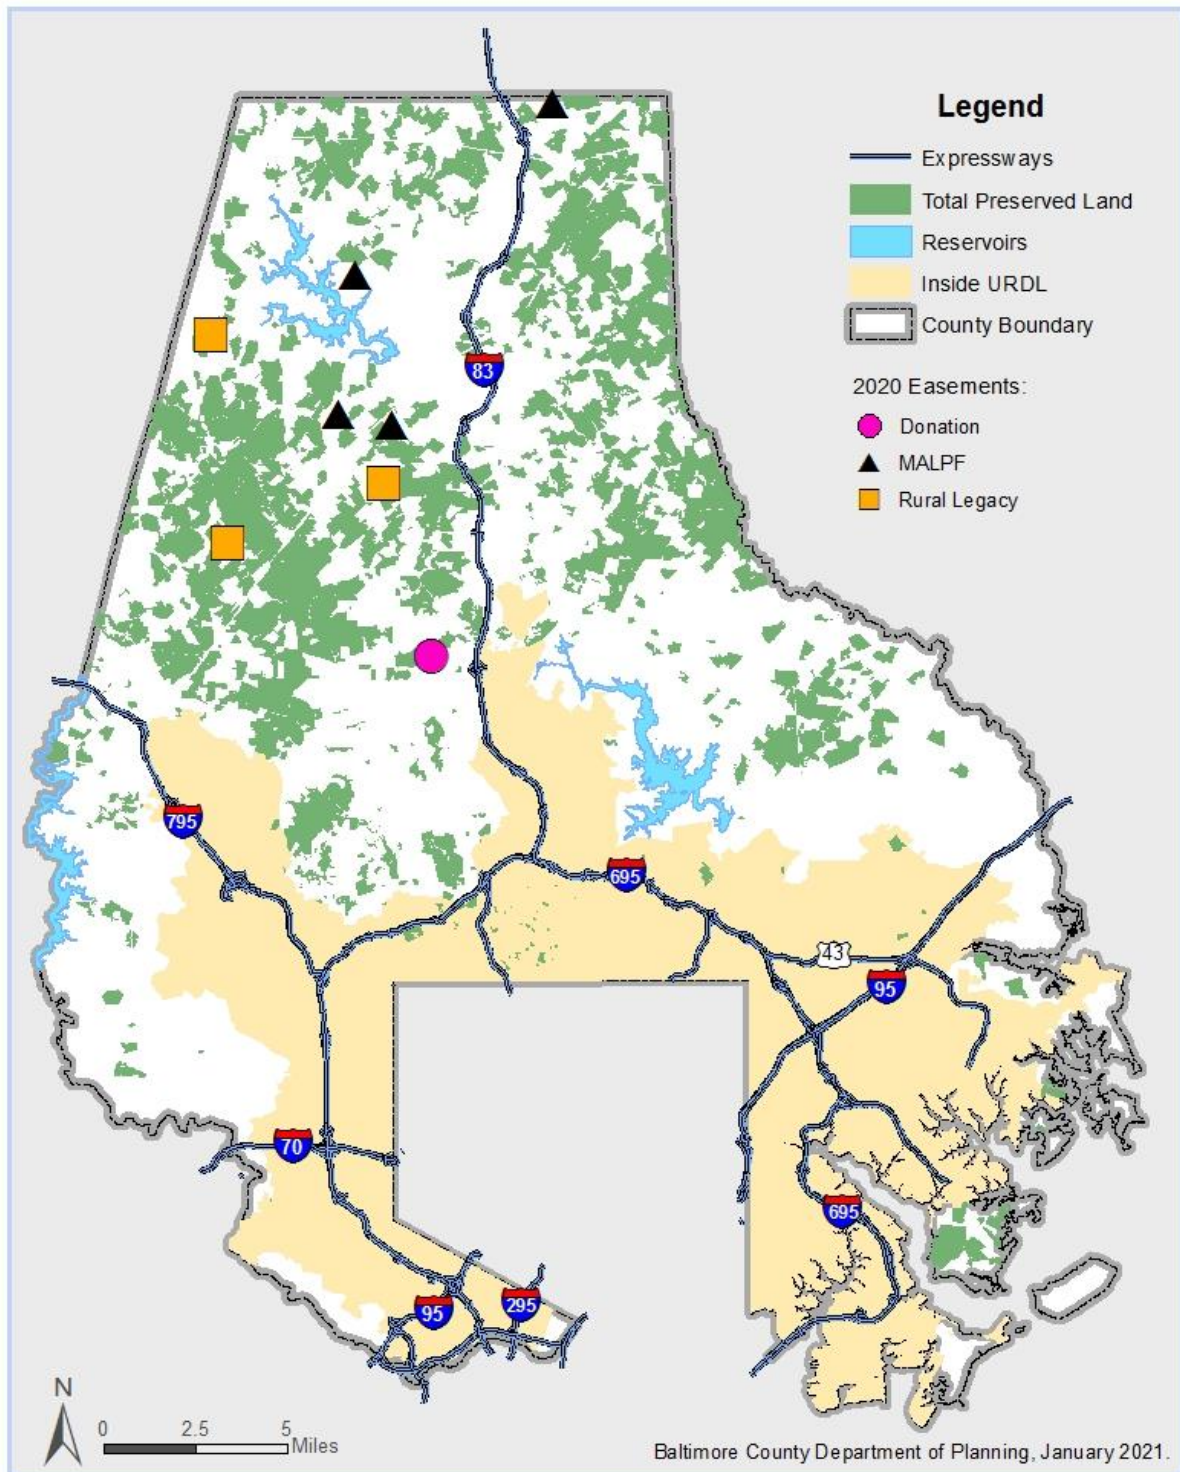 Legend
Expressways
Total Preserved Land
Reservoirs
Inside URDL
County Boundary
2020 Easements:
Donation
MALPF
Rural Legacy
83
795
695
43
95
70
695
95
295
N
0 2.5 5
Miles
Baltimore County Department of Planning, January 2021.